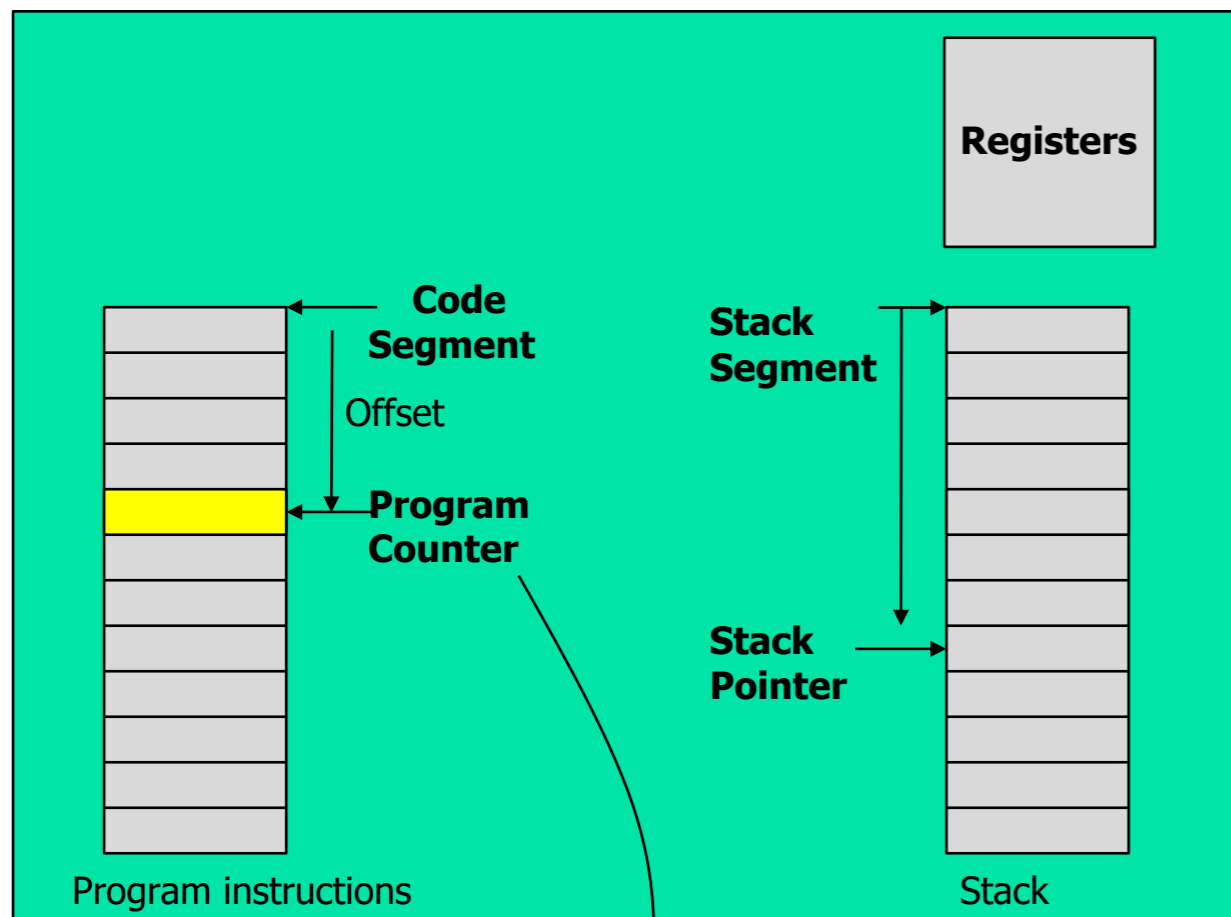 Registers
Code
Segment
Offset
Program
Counter
Program instructions
Stack
Segment
Stack
Pointer
Stack